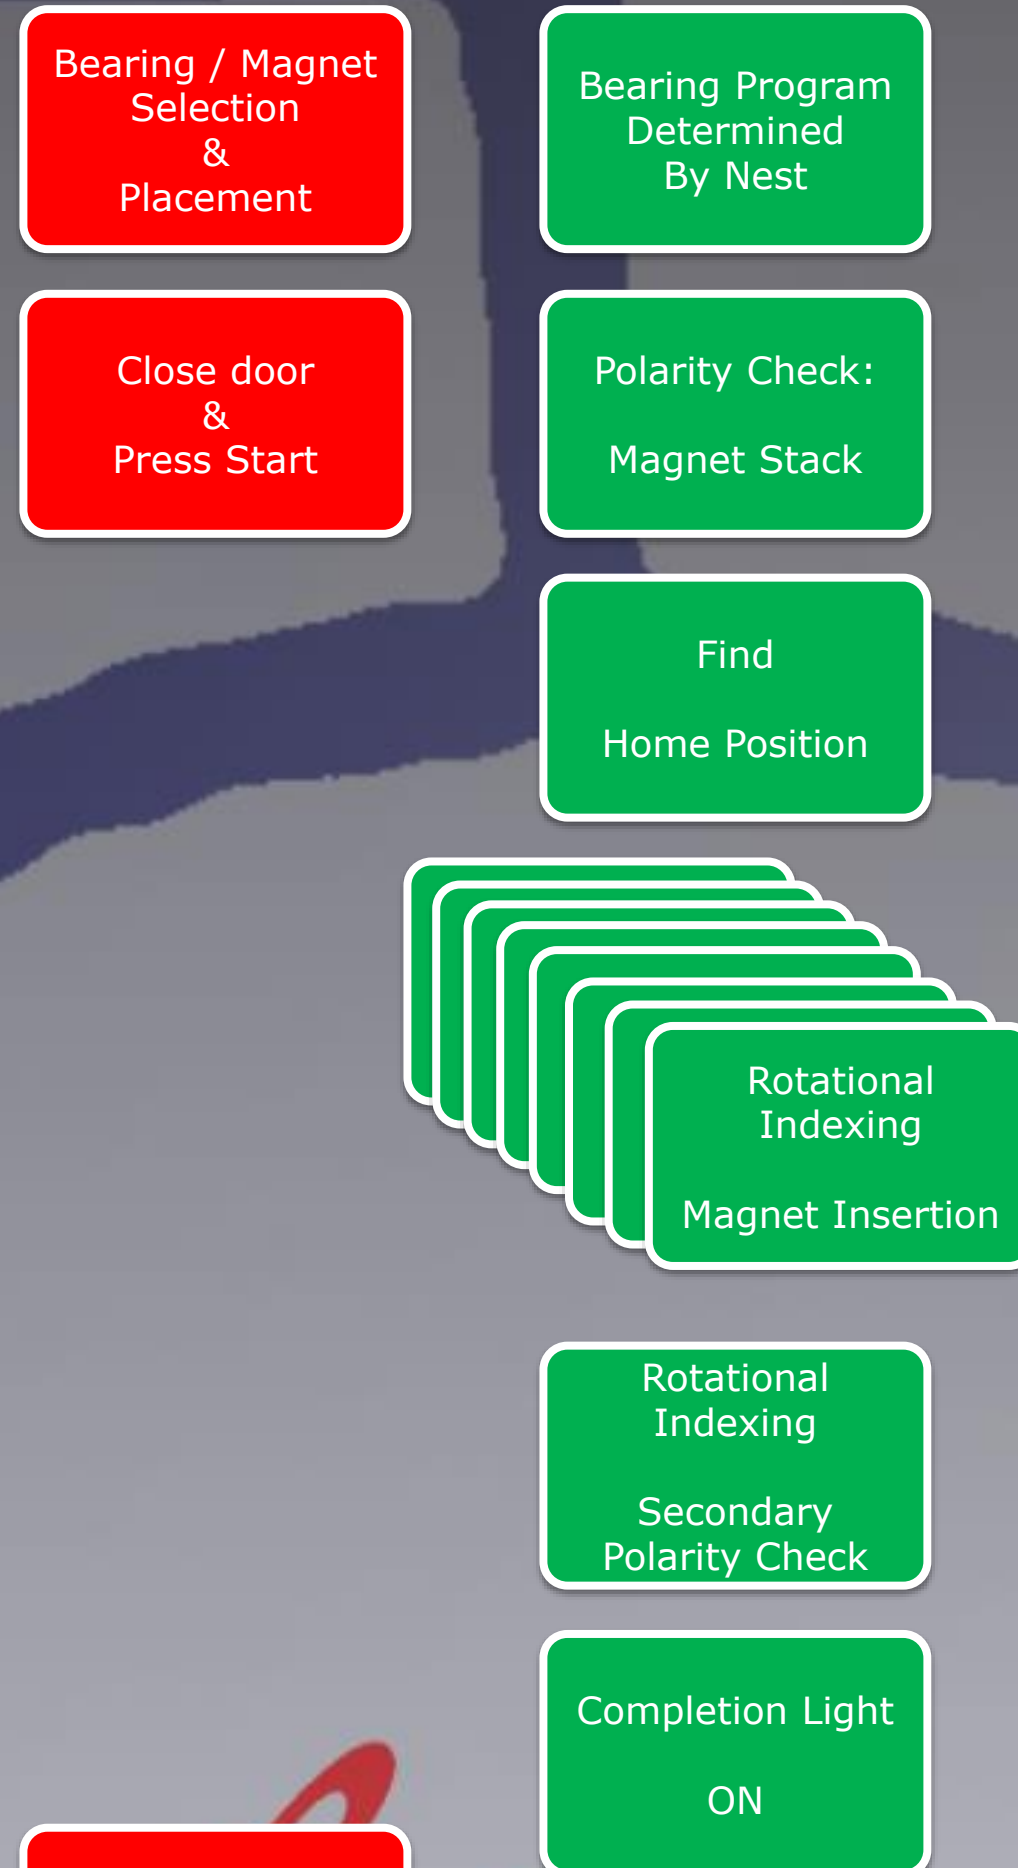 Bearing / Magnet
Selection
&
Placement
Bearing Program
Determined
By Nest
Close door
&
Press Start
Polarity Check:
Magnet Stack
Find
Home Position
Rotational
Indexing
Magnet Insertion
Rotational
Indexing
Secondary
Polarity Check
Completion Light
ON